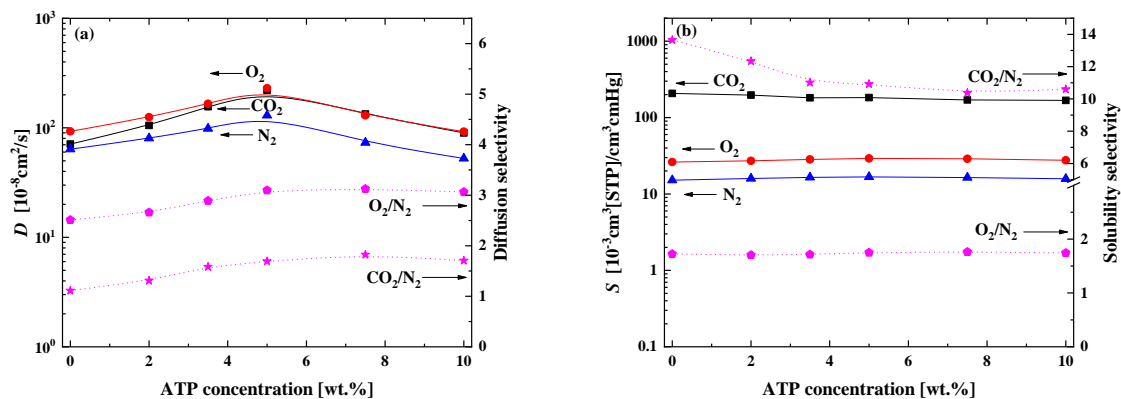 (a)
10³
10²
10¹
10⁰
D [10⁻⁸cm²/s]
O₂
CO₂
N₂
O₂/N₂
CO₂/N₂
6
5
4
3
2
1
0
Diffusion selectivity
0 2 4 6 8 10
ATP concentration [wt.%]
(b)
1000
100
10
1
0.1
S [10⁻³cm³[STP]/cm³cmHg]
CO₂/N₂
CO₂
O₂
N₂
O₂/N₂
14
12
10
8
6
2
1
0
Solubility selectivity
0 2 4 6 8 10
ATP concentration [wt.%]